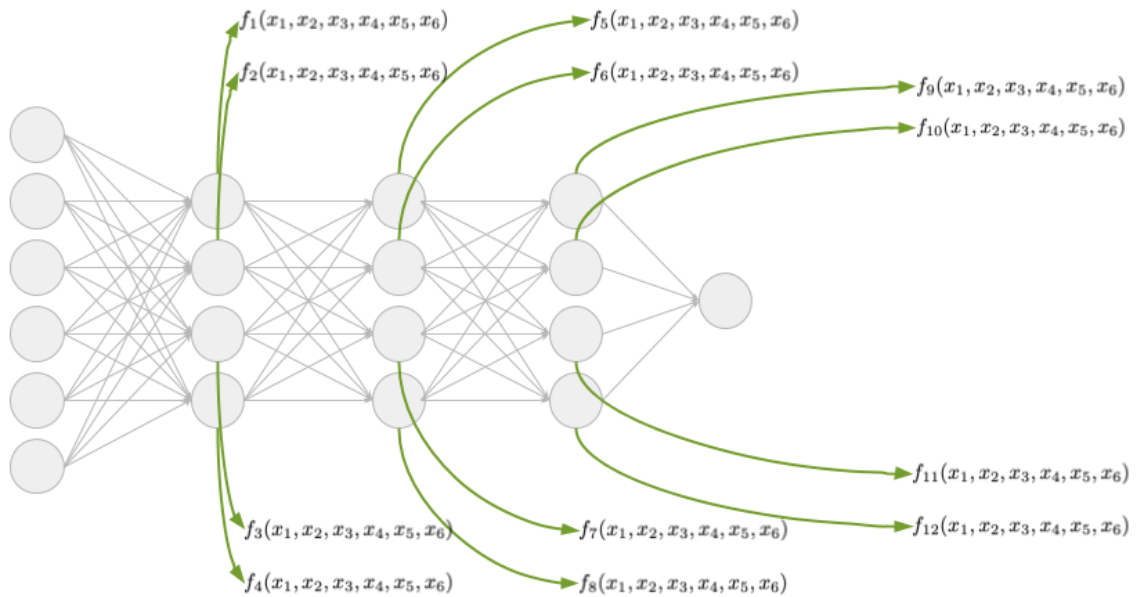 f₁(x₁, x₂, x₃, x₄, x₅, x₆)
f₂(x₁, x₂, x₃, x₄, x₅, x₆)
f₃(x₁, x₂, x₃, x₄, x₅, x₆)
f₄(x₁, x₂, x₃, x₄, x₅, x₆)
f₅(x₁, x₂, x₃, x₄, x₅, x₆)
f₆(x₁, x₂, x₃, x₄, x₅, x₆)
f₇(x₁, x₂, x₃, x₄, x₅, x₆)
f₈(x₁, x₂, x₃, x₄, x₅, x₆)
f₉(x₁, x₂, x₃, x₄, x₅, x₆)
f₁₀(x₁, x₂, x₃, x₄, x₅, x₆)
f₁₁(x₁, x₂, x₃, x₄, x₅, x₆)
f₁₂(x₁, x₂, x₃, x₄, x₅, x₆)